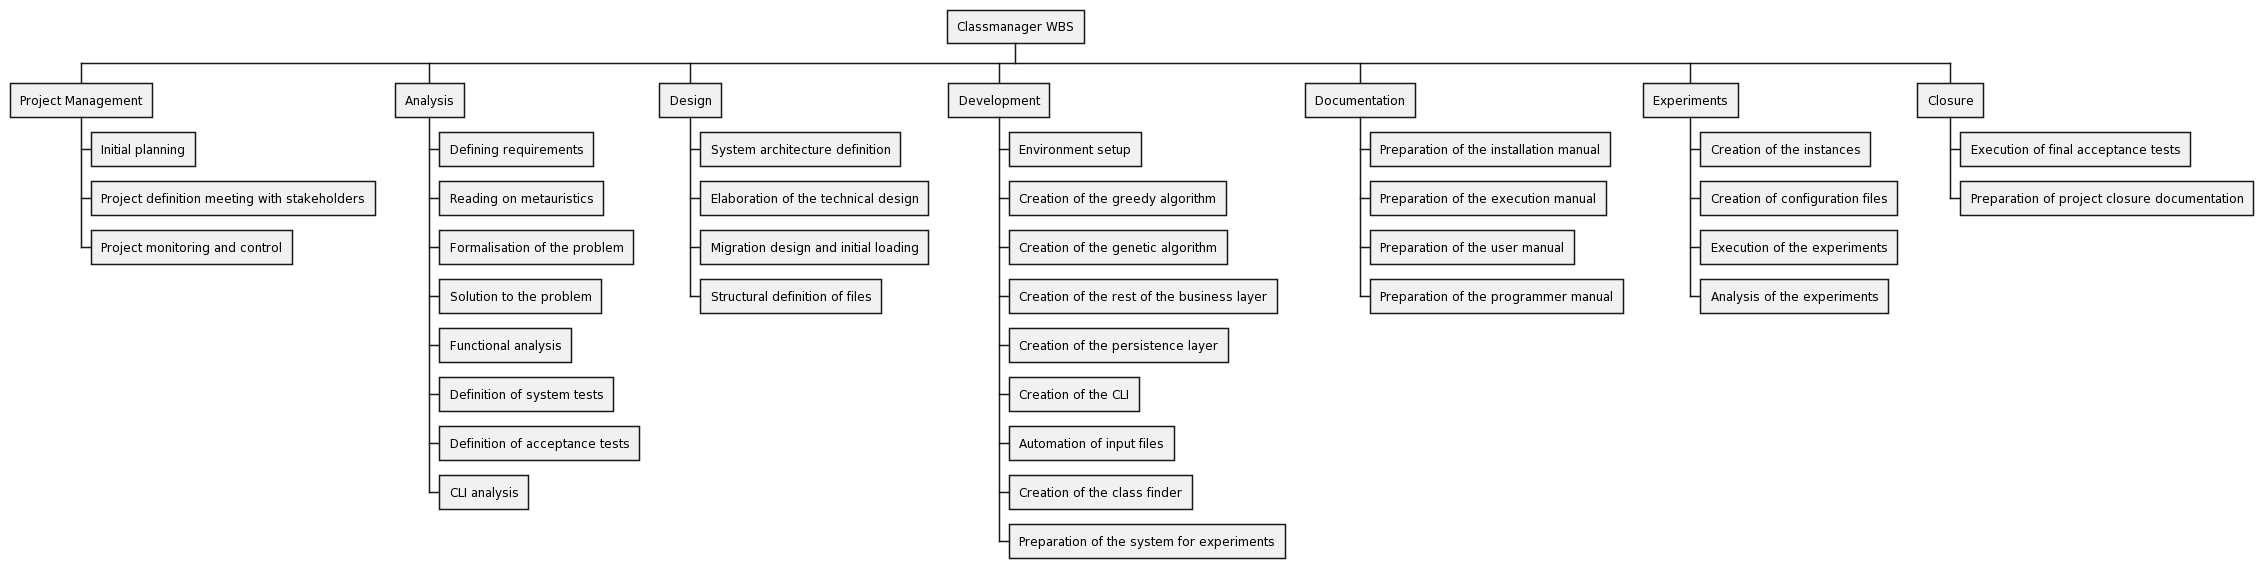 Classmanager WBS
Project Management
Initial planning
Project definition meeting with stakeholders
Project monitoring and control
Analysis
Defining requirements
Reading on metauristics
Formalisation of the problem
Solution to the problem
Functional analysis
Definition of system tests
Definition of acceptance tests
CLI analysis
Design
System architecture definition
Elaboration of the technical design
Migration design and initial loading
Structural definition of files
Development
Environment setup
Creation of the greedy algorithm
Creation of the genetic algorithm
Creation of the rest of the business layer
Creation of the persistence layer
Creation of the CLI
Automation of input files
Creation of the class finder
Preparation of the system for experiments
Documentation
Preparation of the installation manual
Preparation of the execution manual
Preparation of the user manual
Preparation of the programmer manual
Experiments
Creation of the instances
Creation of configuration files
Execution of the experiments
Analysis of the experiments
Closure
Execution of final acceptance tests
Preparation of project closure documentation